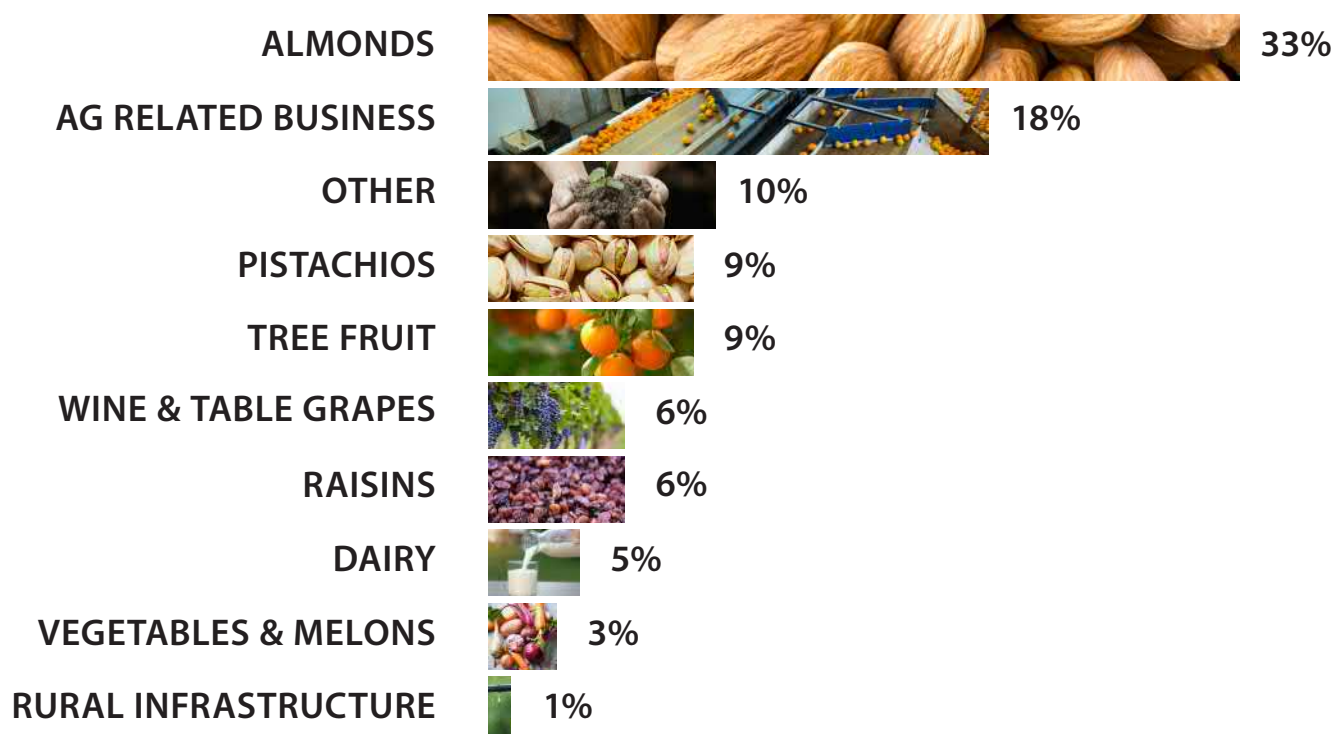 ALMONDS 33%
AG RELATED BUSINESS 18%
OTHER 10%
PISTACHIOS 9%
TREE FRUIT 9%
WINE & TABLE GRAPES 6%
RAISINS 6%
DAIRY 5%
VEGETABLES & MELONS 3%
RURAL INFRASTRUCTURE 1%